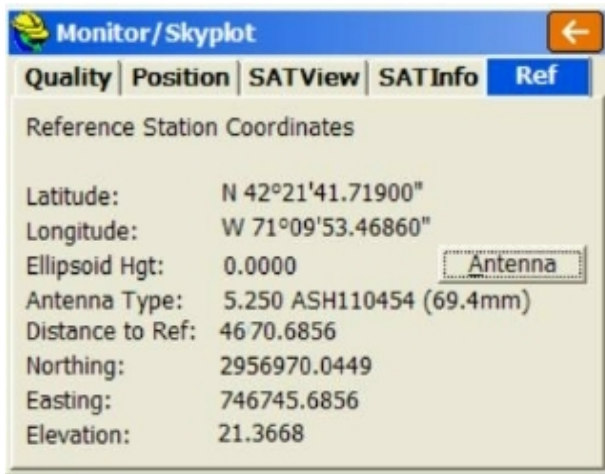 Monitor/Skyplot
Quality Position SATView SATInfo Ref
Reference Station Coordinates
Latitude: N 42°21'41.71900"
Longitude: W 71°09'53.46860"
Ellipsoid Hgt: 0.0000 Antenna
Antenna Type: 5.250 ASH110454 (69.4mm)
Distance to Ref: 4670.6856
Northing: 2956970.0449
Easting: 746745.6856
Elevation: 21.3668